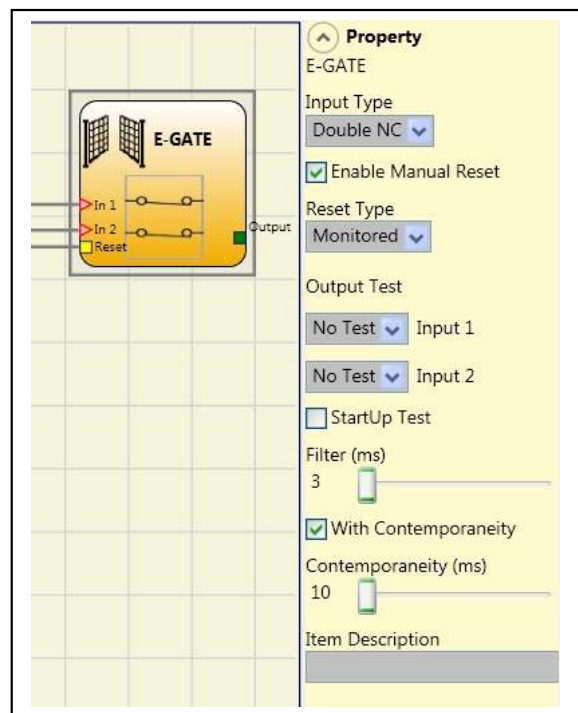 E-GATE
In 1
In 2
Reset
Output
Property
E-GATE
Input Type
Double NC
Enable Manual Reset
Reset Type
Monitored
Output Test
No Test Input 1
No Test Input 2
StartUp Test
Filter (ms)
3
With Contemporaneity
Contemporaneity (ms)
10
Item Description